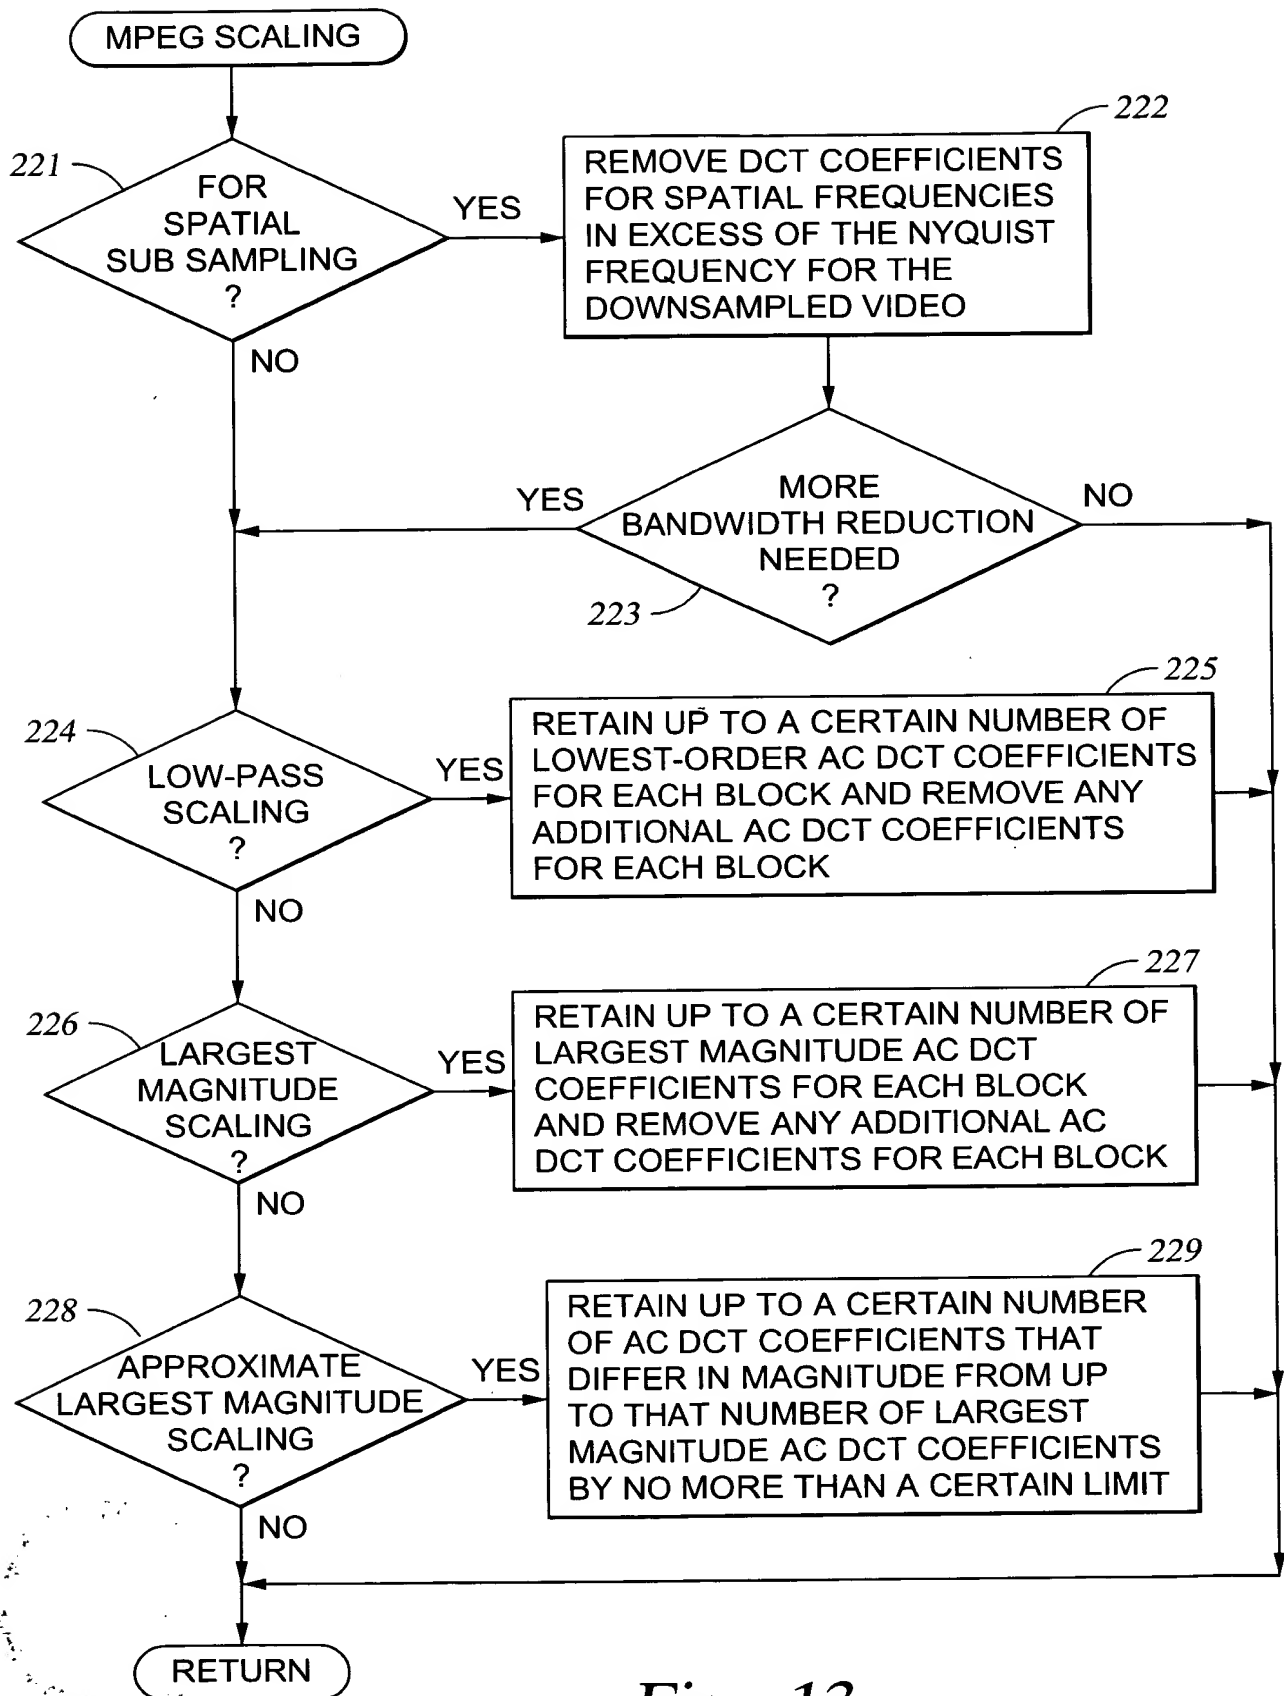 MPEG SCALING
221
FOR
SPATIAL
SUB SAMPLING
?
YES
NO
222
REMOVE DCT COEFFICIENTS
FOR SPATIAL FREQUENCIES
IN EXCESS OF THE NYQUIST
FREQUENCY FOR THE
DOWNSAMPLED VIDEO
YES
MORE
BANDWIDTH REDUCTION
NEEDED
?
NO
223
224
LOW-PASS
SCALING
?
YES
NO
225
RETAIN UP TO A CERTAIN NUMBER OF
LOWEST-ORDER AC DCT COEFFICIENTS
FOR EACH BLOCK AND REMOVE ANY
ADDITIONAL AC DCT COEFFICIENTS
FOR EACH BLOCK
226
LARGEST
MAGNITUDE
SCALING
?
YES
NO
227
RETAIN UP TO A CERTAIN NUMBER OF
LARGEST MAGNITUDE AC DCT
COEFFICIENTS FOR EACH BLOCK
AND REMOVE ANY ADDITIONAL AC
DCT COEFFICIENTS FOR EACH BLOCK
228
APPROXIMATE
LARGEST MAGNITUDE
SCALING
?
YES
NO
229
RETAIN UP TO A CERTAIN NUMBER
OF AC DCT COEFFICIENTS THAT
DIFFER IN MAGNITUDE FROM UP
TO THAT NUMBER OF LARGEST
MAGNITUDE AC DCT COEFFICIENTS
BY NO MORE THAN A CERTAIN LIMIT
RETURN